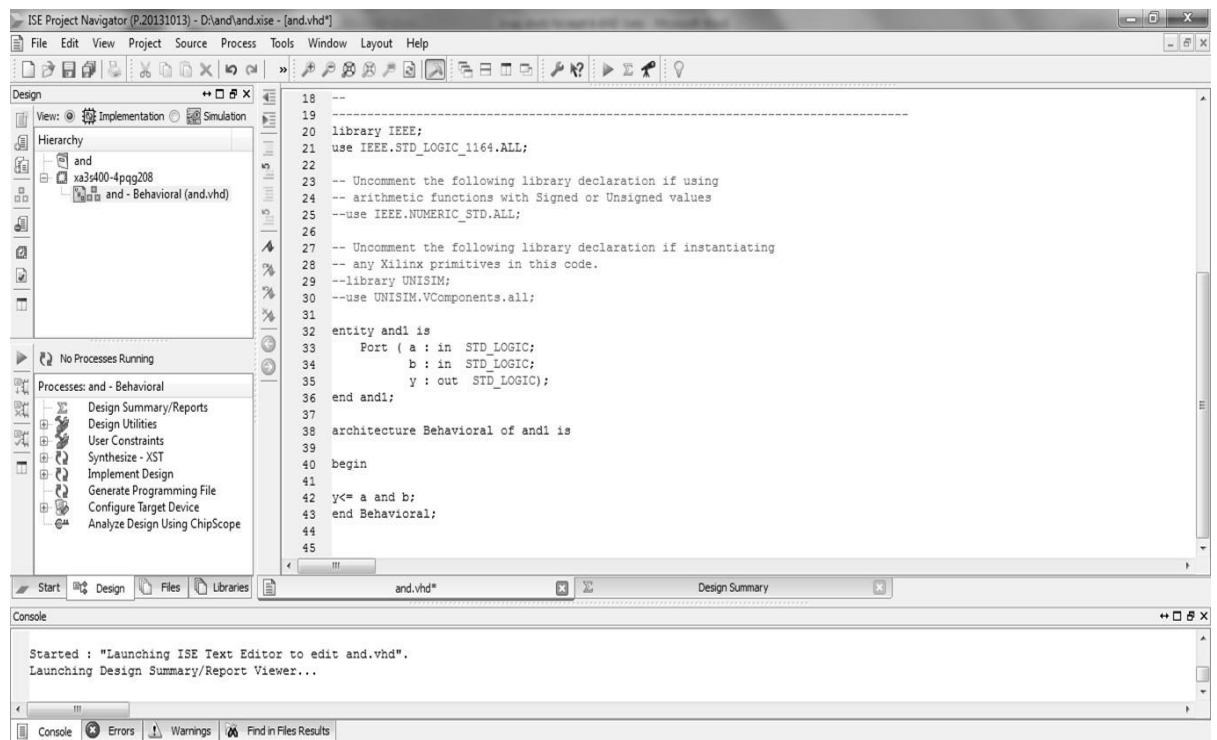 ISE Project Navigator (P.20131013) - D:\and\and.xise - [and.vhd*]
File Edit View Project Source Process Tools Window Layout Help
Design
View: Implementation Simulation
Hierarchy
and
xa3s400-4pqg208
and - Behavioral (and.vhd)
No Processes Running
Processes: and - Behavioral
Design Summary/Reports
Design Utilities
User Constraints
Synthesize - XST
Implement Design
Generate Programming File
Configure Target Device
Analyze Design Using ChipScope
Start Design Files Libraries
18 --
19 ----------------------------------------------------------------------------------
20 library IEEE;
21 use IEEE.STD_LOGIC_1164.ALL;
22
23 -- Uncomment the following library declaration if using
24 -- arithmetic functions with Signed or Unsigned values
25 --use IEEE.NUMERIC_STD.ALL;
26
27 -- Uncomment the following library declaration if instantiating
28 -- any Xilinx primitives in this code.
29 --library UNISIM;
30 --use UNISIM.VComponents.all;
31
32 entity and1 is
33 Port ( a : in STD_LOGIC;
34 b : in STD_LOGIC;
35 y : out STD_LOGIC);
36 end and1;
37
38 architecture Behavioral of and1 is
39
40 begin
41
42 y<= a and b;
43 end Behavioral;
44
45
and.vhd* Design Summary
Console
Started : "Launching ISE Text Editor to edit and.vhd".
Launching Design Summary/Report Viewer...
Console Errors Warnings Find in Files Results